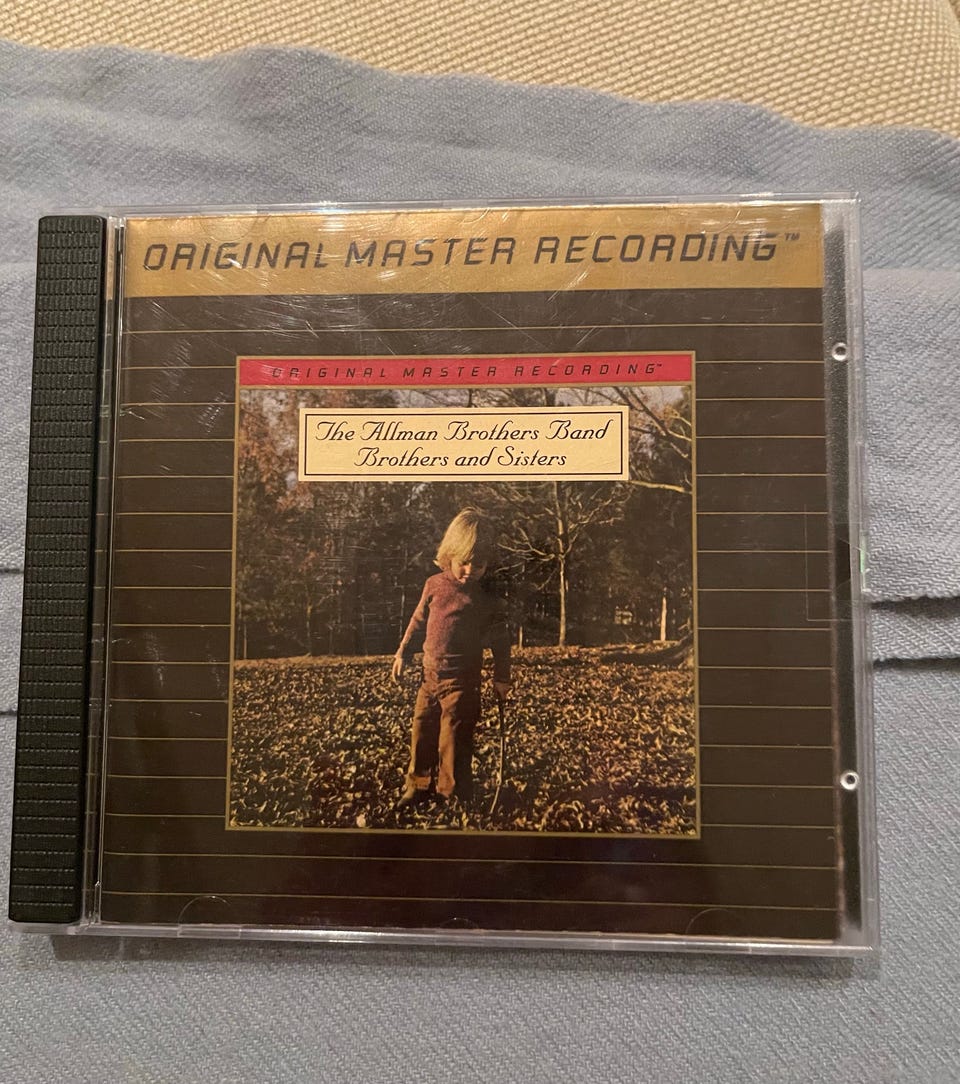 ORIGINAL MASTER RECORDING™
ORIGINAL MASTER RECORDING™
The Allman Brothers Band
Brothers and Sisters